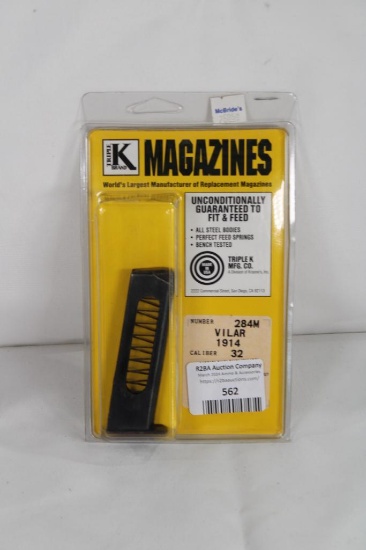 McBride's
TRIPLE K BRAND
MAGAZINES
World's Largest Manufacturer of Replacement Magazines
UNCONDITIONALLY
GUARANTEED TO
FIT & FEED
• ALL STEEL BODIES
• PERFECT FEED SPRINGS
• BENCH TESTED
TRIPLE K
MFG. CO.
NUMBER 284M
VILAR
1914
CALIBER 32
R2BA Auction Company
562